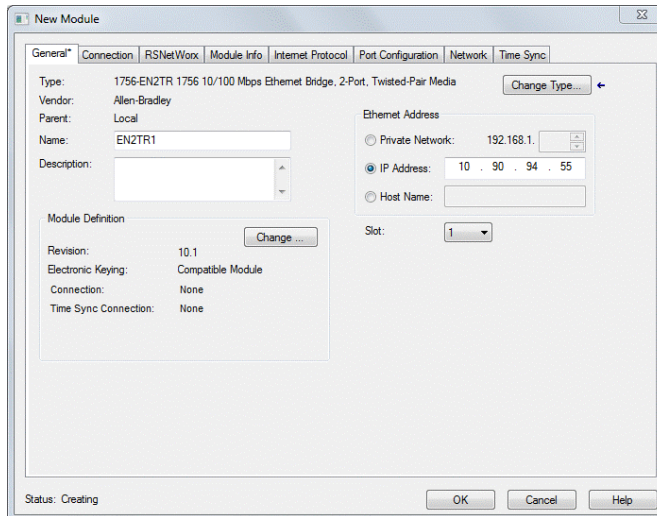 New Module
General* Connection RSNetWorx Module Info Internet Protocol Port Configuration Network Time Sync
Type: 1756-EN2TR 1756 10/100 Mbps Ethernet Bridge, 2-Port, Twisted-Pair Media Change Type...
Vendor: Allen-Bradley
Parent: Local Ethernet Address
Name: EN2TR1 Private Network: 192.168.1.
Description: IP Address: 10 . 90 . 94 . 55
Host Name:
Module Definition Slot: 1
Change ...
Revision: 10.1
Electronic Keying: Compatible Module
Connection: None
Time Sync Connection: None
Status: Creating OK Cancel Help